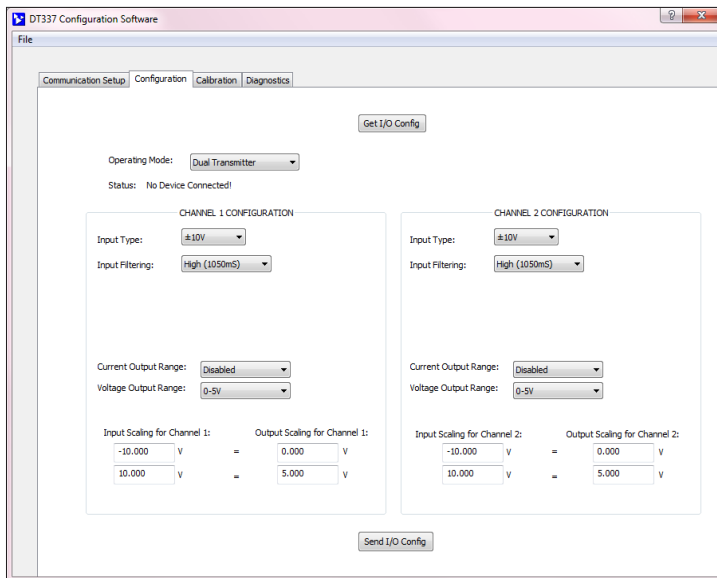 DT337 Configuration Software
File
Communication Setup Configuration Calibration Diagnostics
Get I/O Config
Operating Mode: Dual Transmitter
Status: No Device Connected!
CHANNEL 1 CONFIGURATION
Input Type: ±10V
Input Filtering: High (1050mS)
Current Output Range: Disabled
Voltage Output Range: 0-5V
Input Scaling for Channel 1: Output Scaling for Channel 1:
-10.000 V = 0.000 V
10.000 V = 5.000 V
CHANNEL 2 CONFIGURATION
Input Type: ±10V
Input Filtering: High (1050mS)
Current Output Range: Disabled
Voltage Output Range: 0-5V
Input Scaling for Channel 2: Output Scaling for Channel 2:
-10.000 V = 0.000 V
10.000 V = 5.000 V
Send I/O Config